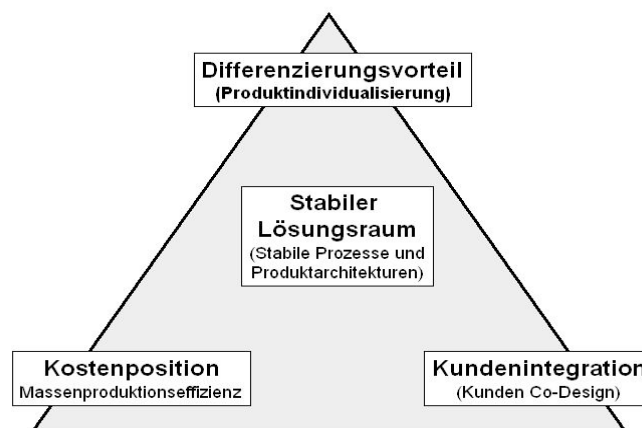 Differenzierungsvorteil
(Produktindividualisierung)
Stabiler
Lösungsraum
(Stabile Prozesse und
Produktarchitekturen)
Kostenposition
Massenproduktionseffizienz
Kundenintegration
(Kunden Co-Design)